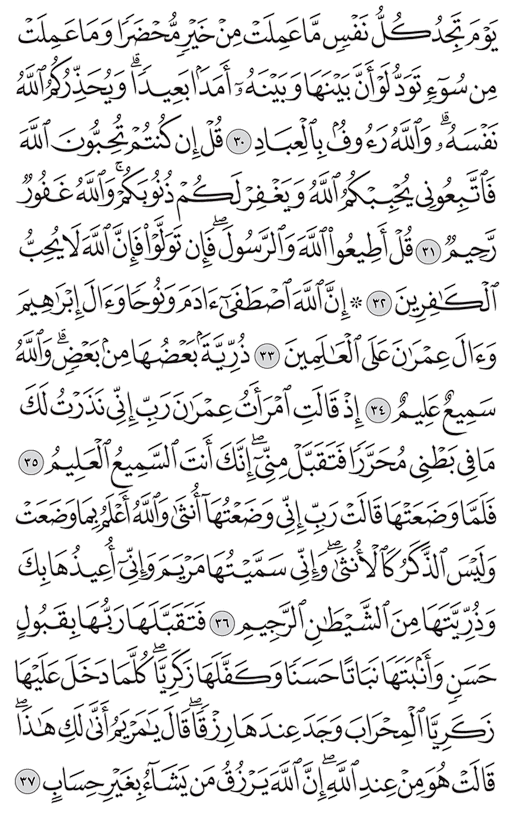 يَوْمَ تَجِدُ كُلُّ نَفْسٍ مَّا عَمِلَتْ مِنْ خَيْرٍ مُّحْضَرًا وَمَا عَمِلَتْ
مِن سُوٓءٍ تَوَدُّ لَوْ أَنَّ بَيْنَهَا وَبَيْنَهُۥٓ أَمَدَۢا بَعِيدًاۗ وَيُحَذِّرُكُمُ ٱللَّهُ
نَفْسَهُۥۗ وَٱللَّهُ رَءُوفُۢ بِٱلْعِبَادِ ٣٠ قُلْ إِن كُنتُمْ تُحِبُّونَ ٱللَّهَ
فَٱتَّبِعُونِى يُحْبِبْكُمُ ٱللَّهُ وَيَغْفِرْ لَكُمْ ذُنُوبَكُمْۚ وَٱللَّهُ غَفُورٌ
رَّحِيمٌ ٣١ قُلْ أَطِيعُوا۟ ٱللَّهَ وَٱلرَّسُولَۖ فَإِن تَوَلَّوْا۟ فَإِنَّ ٱللَّهَ لَا يُحِبُّ
ٱلْكَٰفِرِينَ ٣٢ ۞ إِنَّ ٱللَّهَ ٱصْطَفَىٰٓ ءَادَمَ وَنُوحًا وَءَالَ إِبْرَٰهِيمَ
وَءَالَ عِمْرَٰنَ عَلَى ٱلْعَٰلَمِينَ ٣٣ ذُرِّيَّةَۢ بَعْضُهَا مِنۢ بَعْضٍۗ وَٱللَّهُ
سَمِيعٌ عَلِيمٌ ٣٤ إِذْ قَالَتِ ٱمْرَأَتُ عِمْرَٰنَ رَبِّ إِنِّى نَذَرْتُ لَكَ
مَا فِى بَطْنِى مُحَرَّرًا فَتَقَبَّلْ مِنِّىٓۖ إِنَّكَ أَنتَ ٱلسَّمِيعُ ٱلْعَلِيمُ ٣٥
فَلَمَّا وَضَعَتْهَا قَالَتْ رَبِّ إِنِّى وَضَعْتُهَآ أُنثَىٰ وَٱللَّهُ أَعْلَمُ بِمَا وَضَعَتْ
وَلَيْسَ ٱلذَّكَرُ كَٱلْأُنثَىٰۖ وَإِنِّى سَمَّيْتُهَا مَرْيَمَ وَإِنِّىٓ أُعِيذُهَا بِكَ
وَذُرِّيَّتَهَا مِنَ ٱلشَّيْطَٰنِ ٱلرَّجِيمِ ٣٦ فَتَقَبَّلَهَا رَبُّهَا بِقَبُولٍ
حَسَنٍ وَأَنۢبَتَهَا نَبَاتًا حَسَنًا وَكَفَّلَهَا زَكَرِيَّاۖ كُلَّمَا دَخَلَ عَلَيْهَا
زَكَرِيَّا ٱلْمِحْرَابَ وَجَدَ عِندَهَا رِزْقًاۖ قَالَ يَٰمَرْيَمُ أَنَّىٰ لَكِ هَٰذَاۖ
قَالَتْ هُوَ مِنْ عِندِ ٱللَّهِۖ إِنَّ ٱللَّهَ يَرْزُقُ مَن يَشَآءُ بِغَيْرِ حِسَابٍ ٣٧